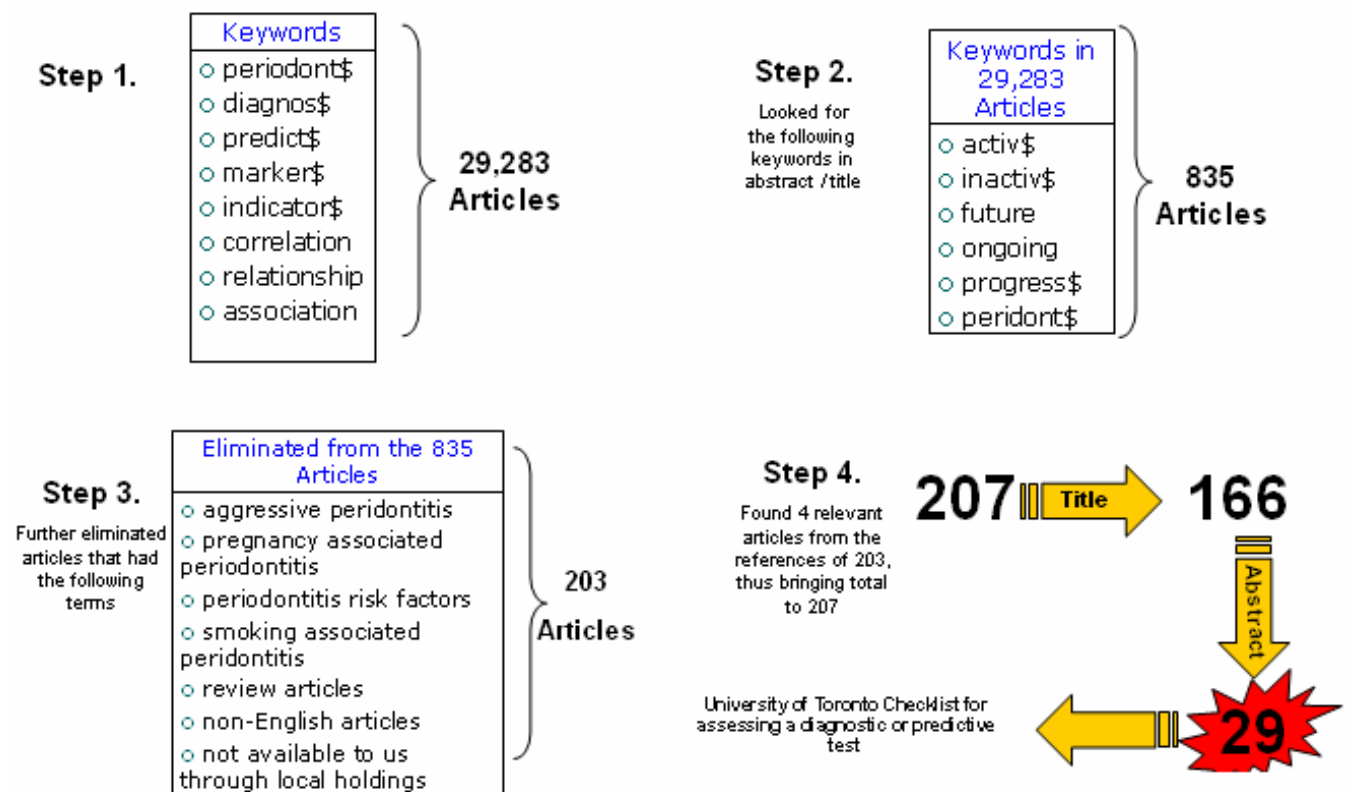 Step 1.
Keywords
○ periodont$
○ diagnos$
○ predict$
○ marker$
○ indicator$
○ correlation
○ relationship
○ association
29,283
Articles
Step 2.
Looked for
the following
keywords in
abstract /title
Keywords in
29,283
Articles
○ activ$
○ inactiv$
○ future
○ ongoing
○ progress$
○ peridont$
835
Articles
Step 3.
Further eliminated
articles that had
the following
terms
Eliminated from the 835
Articles
○ aggressive peridontitis
○ pregnancy associated
periodontitis
○ periodontitis risk factors
○ smoking associated
peridontitis
○ review articles
○ non-English articles
○ not available to us
through local holdings
203
Articles
Step 4.
Found 4 relevant
articles from the
references of 203,
thus bringing total
to 207
207
Title
166
Abstract
29
University of Toronto Checklist for
assessing a diagnostic or predictive
test